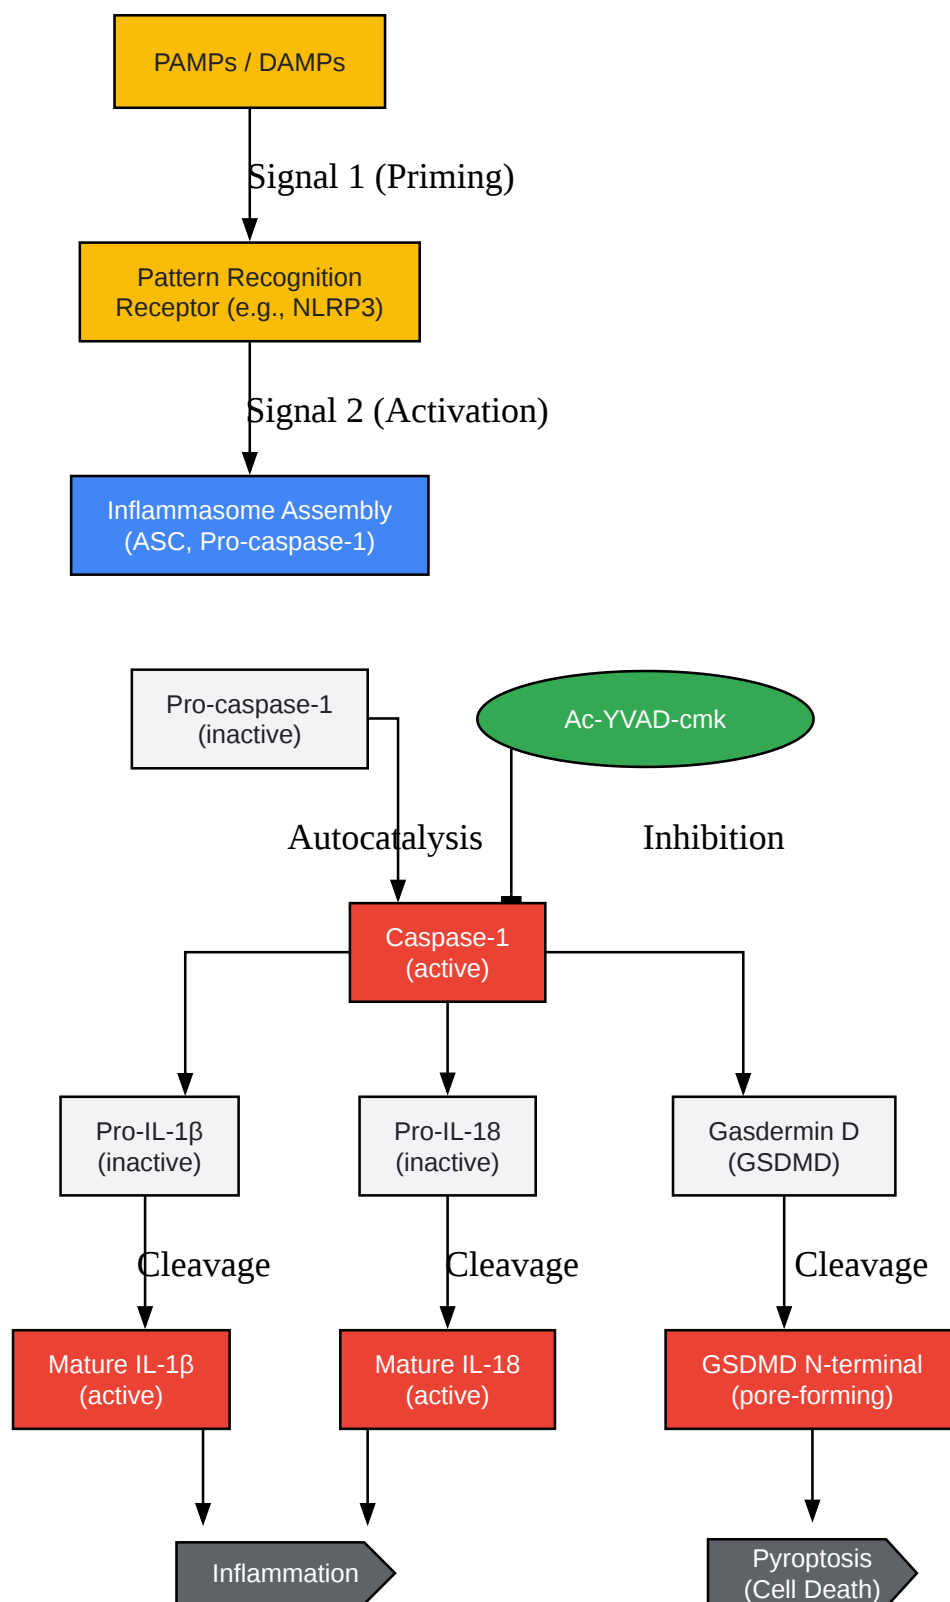 PAMPs / DAMPs
Signal 1 (Priming)
Pattern Recognition
Receptor (e.g., NLRP3)
Signal 2 (Activation)
Inflammasome Assembly
(ASC, Pro-caspase-1)
Pro-caspase-1
(inactive)
Ac-YVAD-cmk
Autocatalysis
Inhibition
Caspase-1
(active)
Pro-IL-1β
(inactive)
Pro-IL-18
(inactive)
Gasdermin D
(GSDMD)
Cleavage
Cleavage
Cleavage
Mature IL-1β
(active)
Mature IL-18
(active)
GSDMD N-terminal
(pore-forming)
Inflammation
Pyroptosis
(Cell Death)